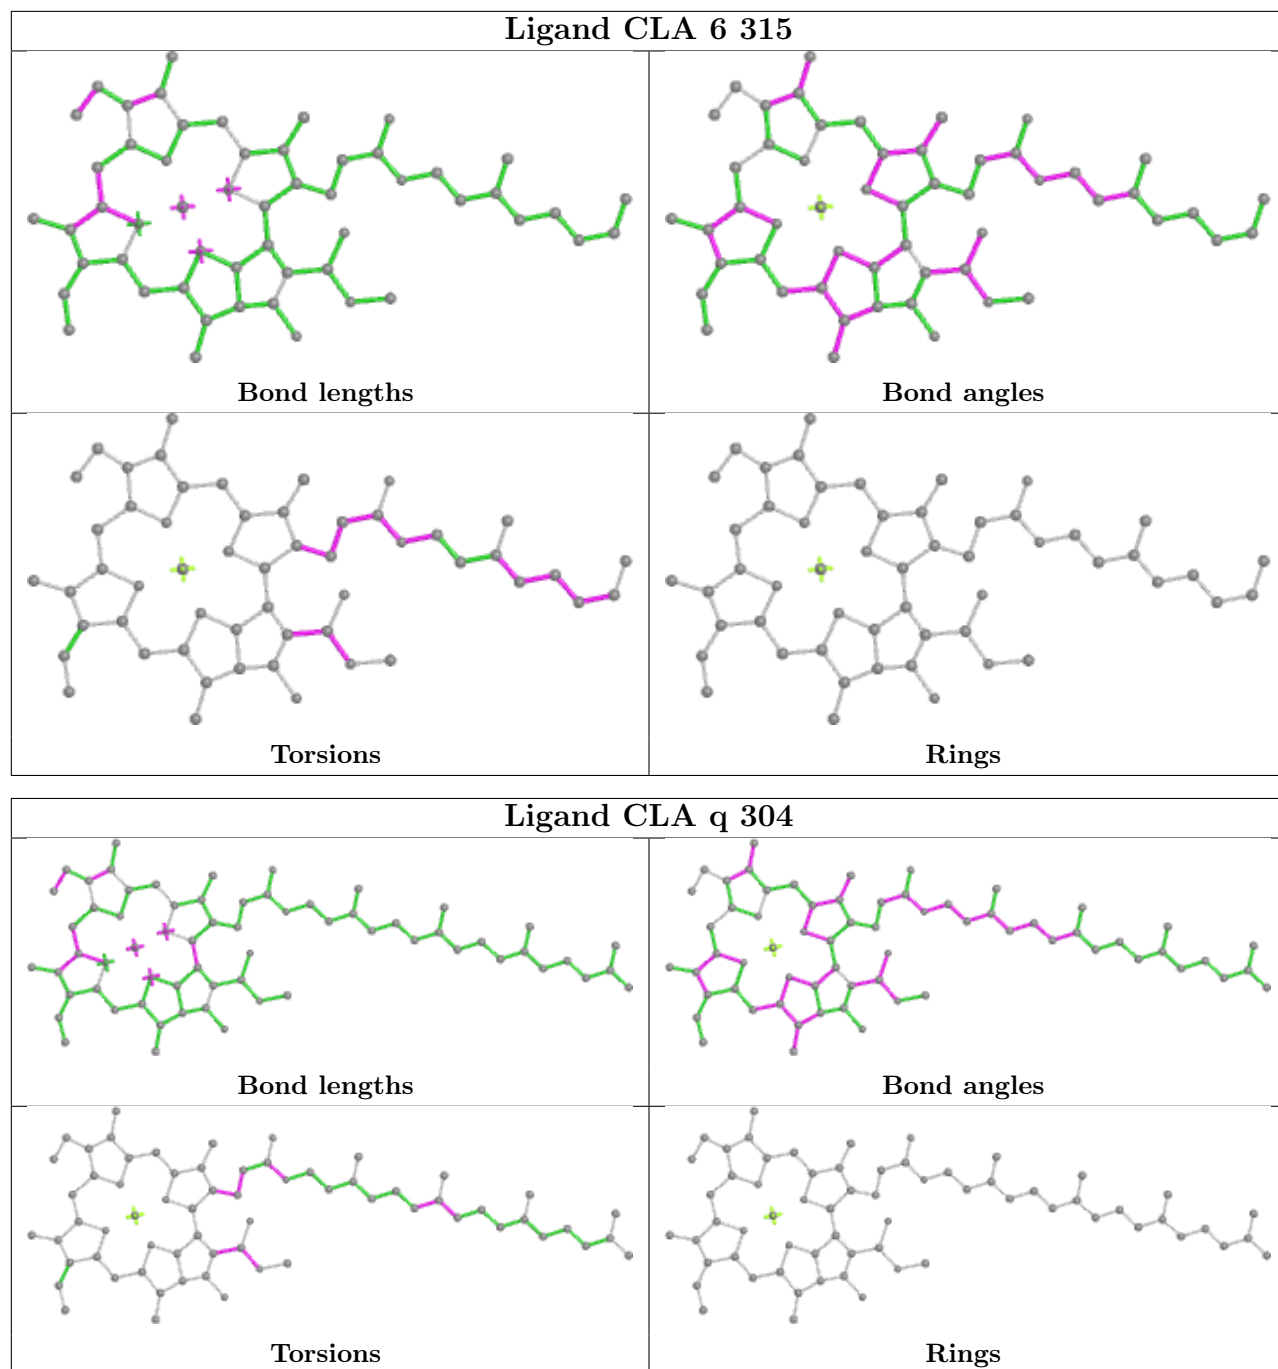 Ligand CLA 6 315
Bond lengths
Bond angles
Torsions
Rings
Ligand CLA q 304
Bond lengths
Bond angles
Torsions
Rings